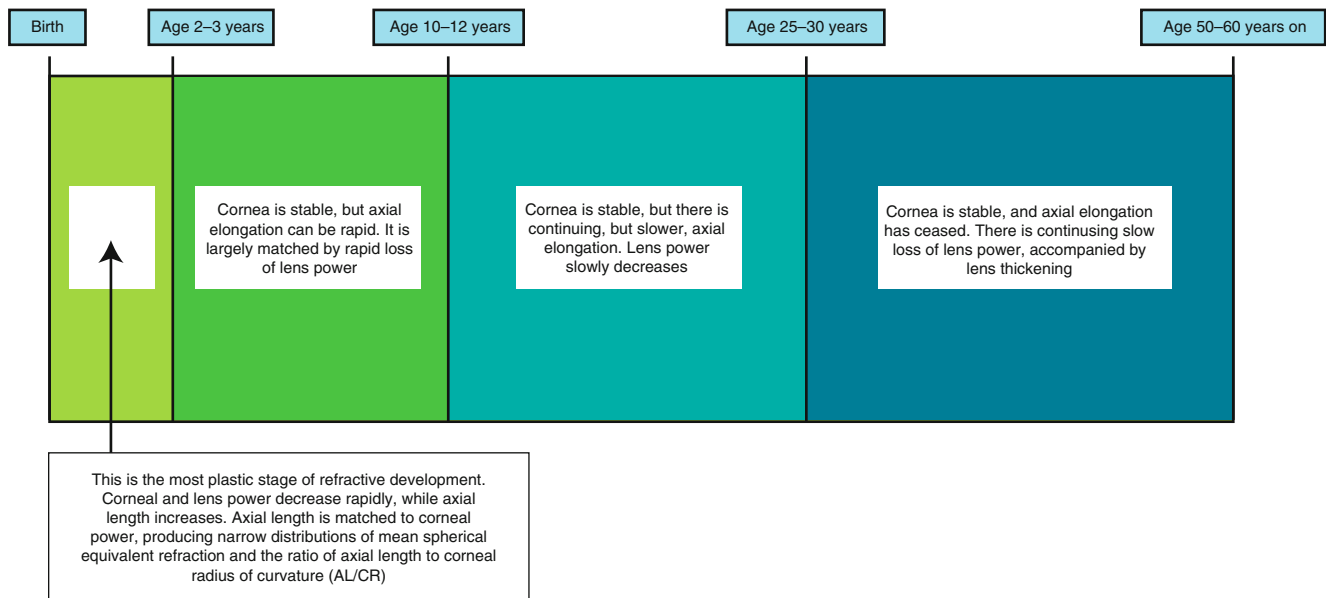 Birth
Age 2–3 years
Age 10–12 years
Age 25–30 years
Age 50–60 years on
Cornea is stable, but axial
elongation can be rapid. It is
largely matched by rapid loss
of lens power
Cornea is stable, but there is
continuing, but slower, axial
elongation. Lens power
slowly decreases
Cornea is stable, and axial elongation
has ceased. There is continusing slow
loss of lens power, accompanied by
lens thickening
This is the most plastic stage of refractive development.
Corneal and lens power decrease rapidly, while axial
length increases. Axial length is matched to corneal
power, producing narrow distributions of mean spherical
equivalent refraction and the ratio of axial length to corneal
radius of curvature (AL/CR)